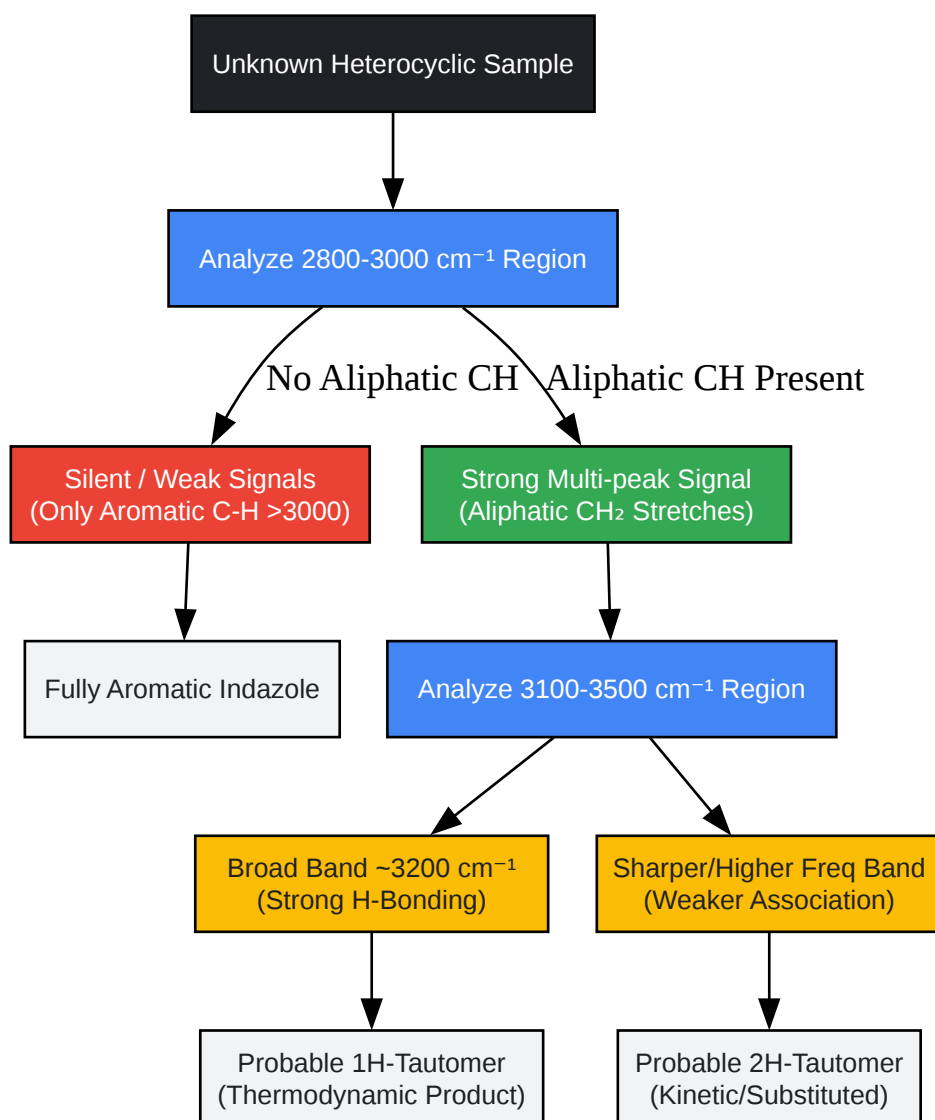 Unknown Heterocyclic Sample
Analyze 2800-3000 cm⁻¹ Region
No Aliphatic CH
Aliphatic CH Present
Silent / Weak Signals
(Only Aromatic C-H >3000)
Strong Multi-peak Signal
(Aliphatic CH₂ Stretches)
Fully Aromatic Indazole
Analyze 3100-3500 cm⁻¹ Region
Broad Band ~3200 cm⁻¹
(Strong H-Bonding)
Sharper/Higher Freq Band
(Weaker Association)
Probable 1H-Tautomer
(Thermodynamic Product)
Probable 2H-Tautomer
(Kinetic/Substituted)